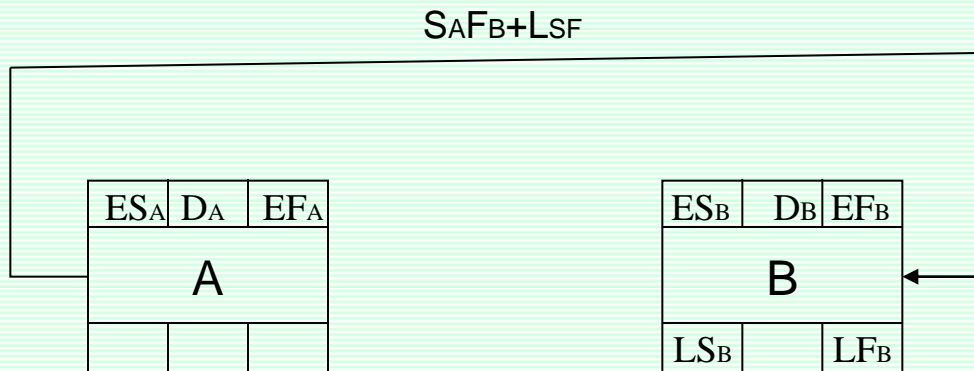 SAFB+LSF
ESA DA EFA
ESB DB EFB
A
B
LSB LFB